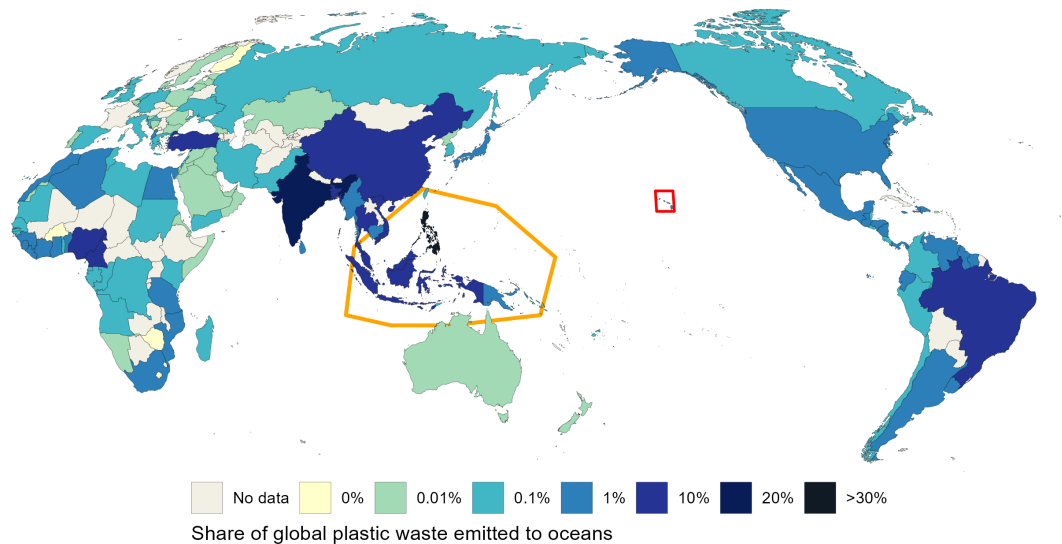 No data 0% 0.01% 0.1% 1% 10% 20% >30%
Share of global plastic waste emitted to oceans